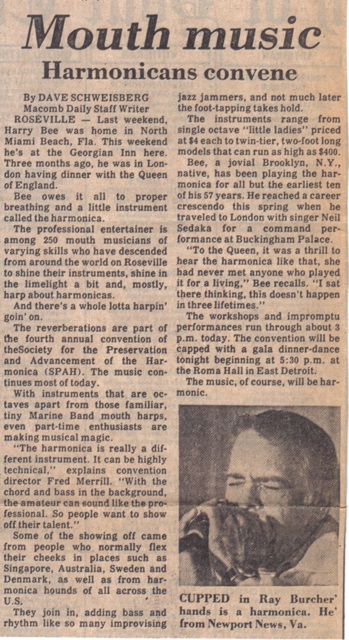 Mouth music
Harmonicans convene
By DAVE SCHWEISBERG
Macomb Daily Staff Writer
ROSEVILLE — Last weekend,
Harry Bee was home in North
Miami Beach, Fla. This weekend
he's at the Georgian Inn here.
Three months ago, he was in Lon-
don having dinner with the Queen
of England.
Bee owes it all to proper
breathing and a little instrument
called the harmonica.
The professional entertainer is
among 250 mouth musicians of
varying skills who have descended
from around the world on Roseville
to shine their instruments, shine in
the limelight a bit and, mostly,
harp about harmonicas.
And there's a whole lotta harpin'
goin' on.
The reverberations are part of
the fourth annual convention of
theSociety for the Preservation
and Advancement of the Har-
monica (SPAH). The music con-
tinues most of today.
With instruments that are oc-
taves apart from those familiar,
tiny Marine Band mouth harps,
even part-time enthusiasts are
making musical magic.
"The harmonica is really a dif-
ferent instrument. It can be highly
technical," explains convention
director Fred Merrill. "With the
chord and bass in the background,
the amateur can sound like the pro-
fessional. So people want to show
off their talent."
Some of the showing off came
from people who normally flex
their cheeks in places such as
Singapore, Australia, Sweden and
Denmark, as well as from har-
monica hounds of all across the
U.S.
They join in, adding bass and
rhythm like so many improvising
jazz jammers, and not much later
the foot-tapping takes hold.
The instruments range from
single octave "little ladies" priced
at $4 each to twin-tier, two-foot long
models that can run as high as $400.
Bee, a jovial Brooklyn, N.Y.,
native, has been playing the har-
monica for all but the earliest ten
of his 57 years. He reached a career
crescendo this spring when he
traveled to London with singer Neil
Sedaka for a command per-
formance at Buckingham Palace.
"To the Queen, it was a thrill to
hear the harmonica like that, she
had never met anyone who played
it for a living," Bee recalls. "I sat
there thinking, this doesn't happen
in three lifetimes."
The workshops and impromptu
performances run through about 3
p.m. today. The convention will be
capped with a gala dinner-dance
tonight beginning at 5:30 p.m. at
the Roma Hall in East Detroit.
The music, of course, will be har-
monic.
CUPPED in Ray Burcher'
hands is a harmonica. He'
from Newport News, Va.